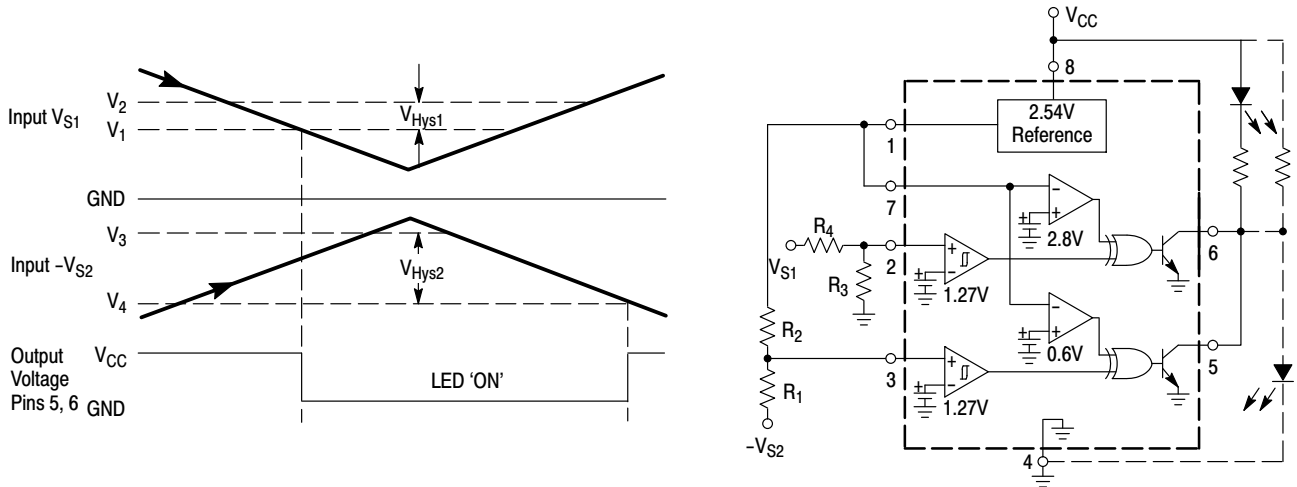 Input VS1
V2
V1
VHys1
GND
Input −VS2
V3
V4
VHys2
Output
Voltage
Pins 5, 6
VCC
GND
LED ‘ON’
VCC
8
2.54V
Reference
1
7
R4
VS1
2
R3
+
−
1.27V
−
+
2.8V
6
R2
3
R1
−VS2
−
+
0.6V
+
−
1.27V
5
4